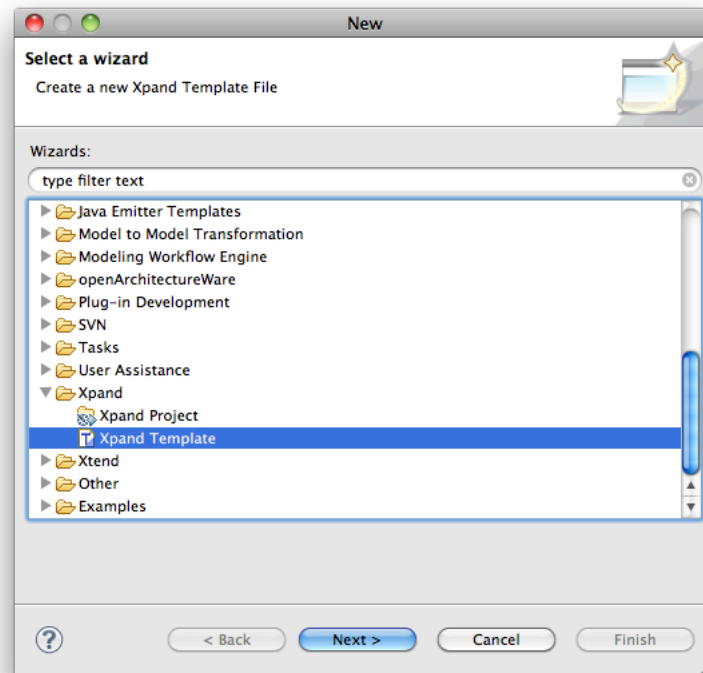 New
Select a wizard
Create a new Xpand Template File
Wizards:
type filter text
Java Emitter Templates
Model to Model Transformation
Modeling Workflow Engine
openArchitectureWare
Plug-in Development
SVN
Tasks
User Assistance
Xpand
Xpand Project
Xpand Template
Xtend
Other
Examples
? < Back Next > Cancel Finish